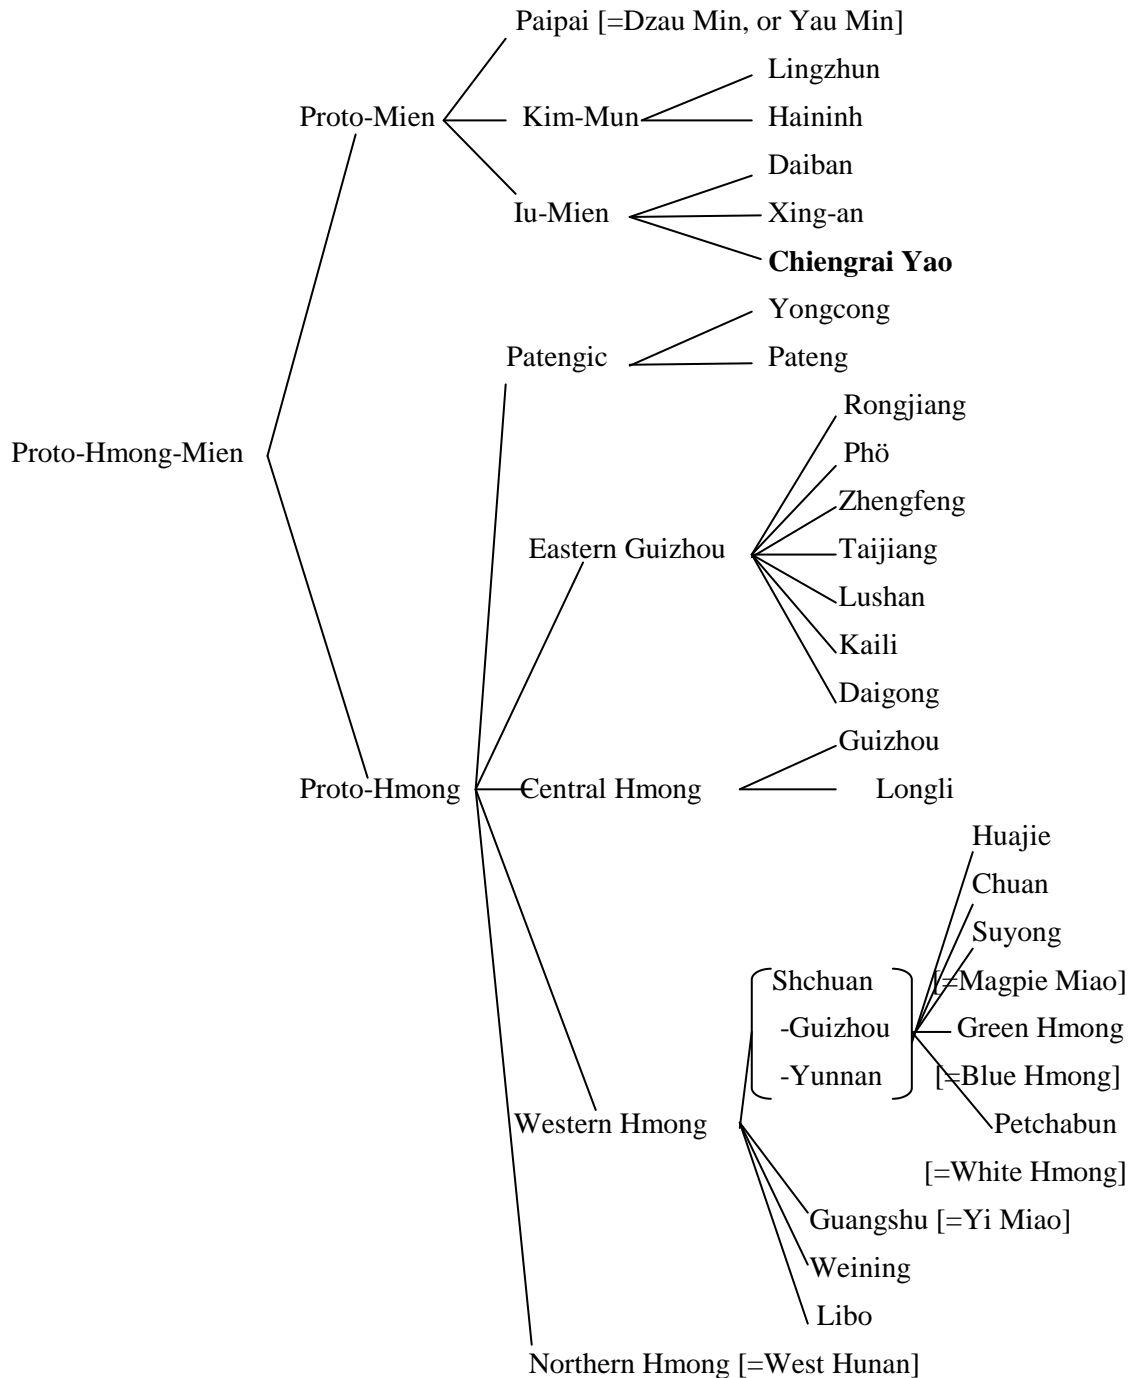 Paipai [=Dzau Min, or Yau Min]
Lingzhun
Proto-Mien Kim-Mun Haininh
Daiban
Iu-Mien Xing-an
Chiengrai Yao
Yongcong
Patengic Pateng
Rongjiang
Proto-Hmong-Mien Phö
Zhengfeng
Eastern Guizhou Taijiang
Lushan
Kaili
Daigong
Guizhou
Proto-Hmong Central Hmong Longli
Huajie
Chuan
Suyong
Shchuan [=Magpie Miao]
-Guizhou Green Hmong
-Yunnan [=Blue Hmong]
Western Hmong Petchabun
[=White Hmong]
Guangshu [=Yi Miao]
Weining
Libo
Northern Hmong [=West Hunan]